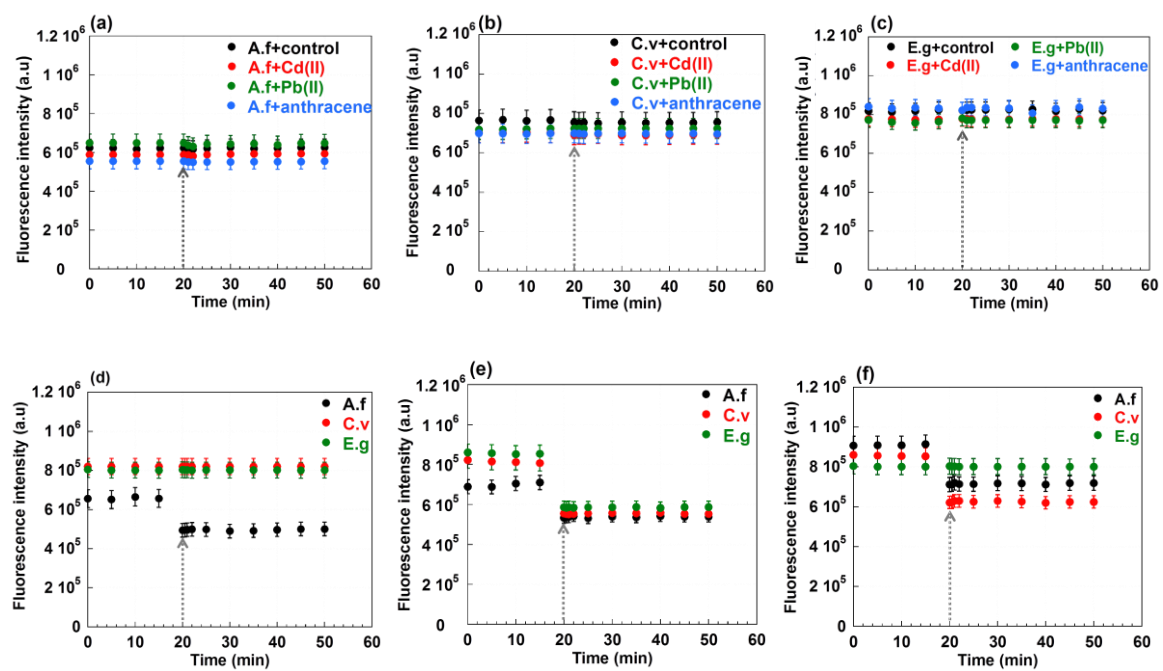 (a)
A.f+control
A.f+Cd(II)
A.f+Pb(II)
A.f+anthracene
Fluorescence intensity (a.u)
1.2 10⁶
1 10⁶
8 10⁵
6 10⁵
4 10⁵
2 10⁵
0
0 10 20 30 40 50 60
Time (min)
(b)
C.v+control
C.v+Cd(II)
C.v+Pb(II)
C.v+anthracene
Fluorescence intensity (a.u)
1.2 10⁶
1 10⁶
8 10⁵
6 10⁵
4 10⁵
2 10⁵
0
0 10 20 30 40 50 60
Time (min)
(c)
E.g+control E.g+Pb(II)
E.g+Cd(II) E.g+anthracene
Fluorescence intensity (a.u)
1.2 10⁶
1 10⁶
8 10⁵
6 10⁵
4 10⁵
2 10⁵
0
0 10 20 30 40 50 60
Time (min)
(d)
A.f
C.v
E.g
Fluorescence intensity (a.u)
1.2 10⁶
1 10⁶
8 10⁵
6 10⁵
4 10⁵
2 10⁵
0
0 10 20 30 40 50 60
Time (min)
(e)
A.f
C.v
E.g
Fluorescence intensity (a.u)
1.2 10⁶
1 10⁶
8 10⁵
6 10⁵
4 10⁵
2 10⁵
0
0 10 20 30 40 50 60
Time (min)
(f)
A.f
C.v
E.g
Fluorescence intensity (a.u)
1.2 10⁶
1 10⁶
8 10⁵
6 10⁵
4 10⁵
2 10⁵
0
0 10 20 30 40 50 60
Time (min)